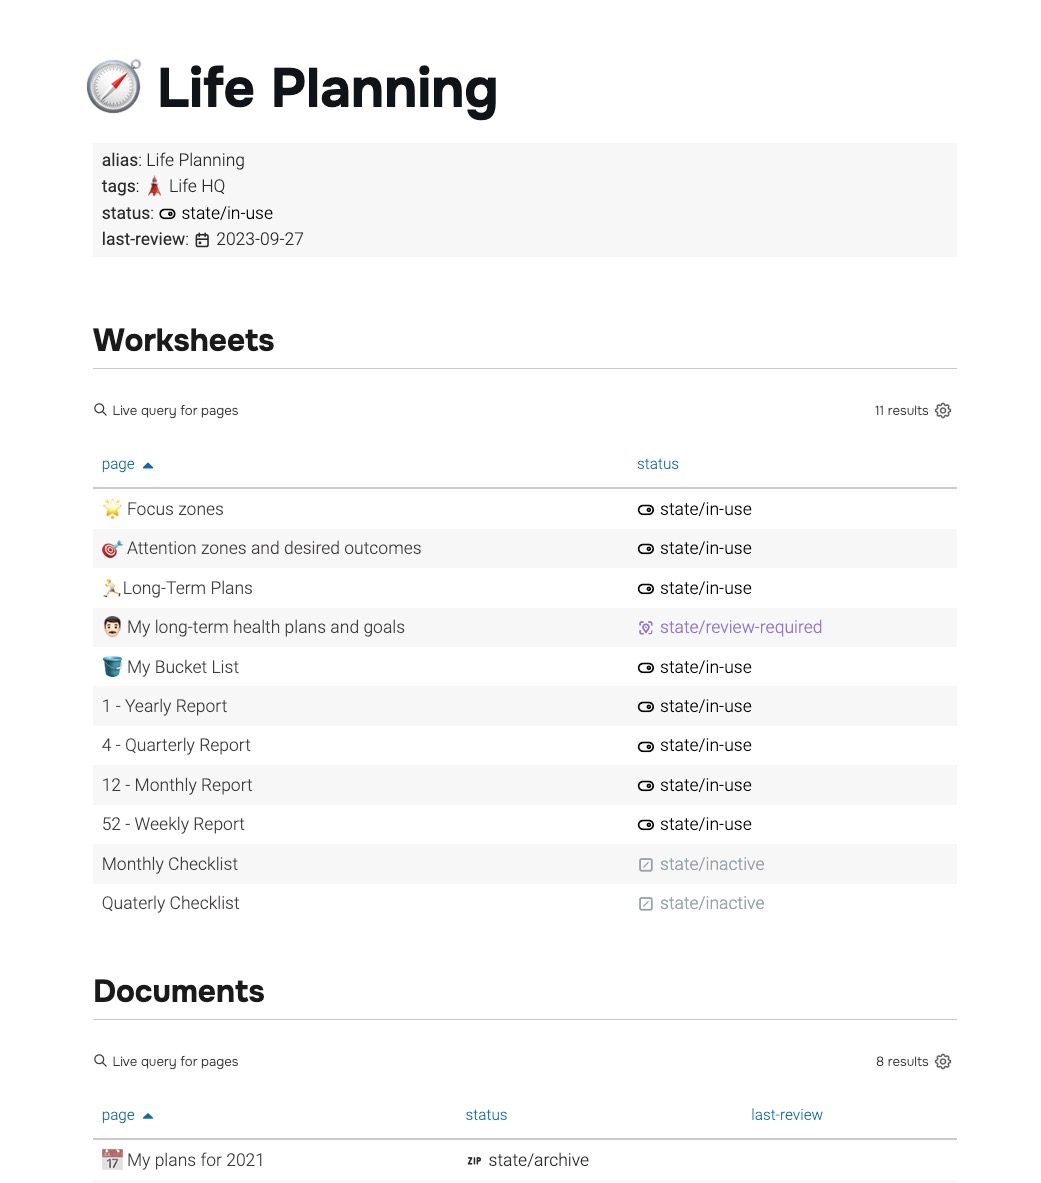 Life Planning
alias: Life Planning
tags: Life HQ
status: state/in-use
last-review: 2023-09-27
Worksheets
Live query for pages 11 results
page status
Focus zones state/in-use
Attention zones and desired outcomes state/in-use
Long-Term Plans state/in-use
My long-term health plans and goals state/review-required
My Bucket List state/in-use
1 - Yearly Report state/in-use
4 - Quarterly Report state/in-use
12 - Monthly Report state/in-use
52 - Weekly Report state/in-use
Monthly Checklist state/inactive
Quaterly Checklist state/inactive
Documents
Live query for pages 8 results
page status last-review
17 My plans for 2021 ZIP state/archive